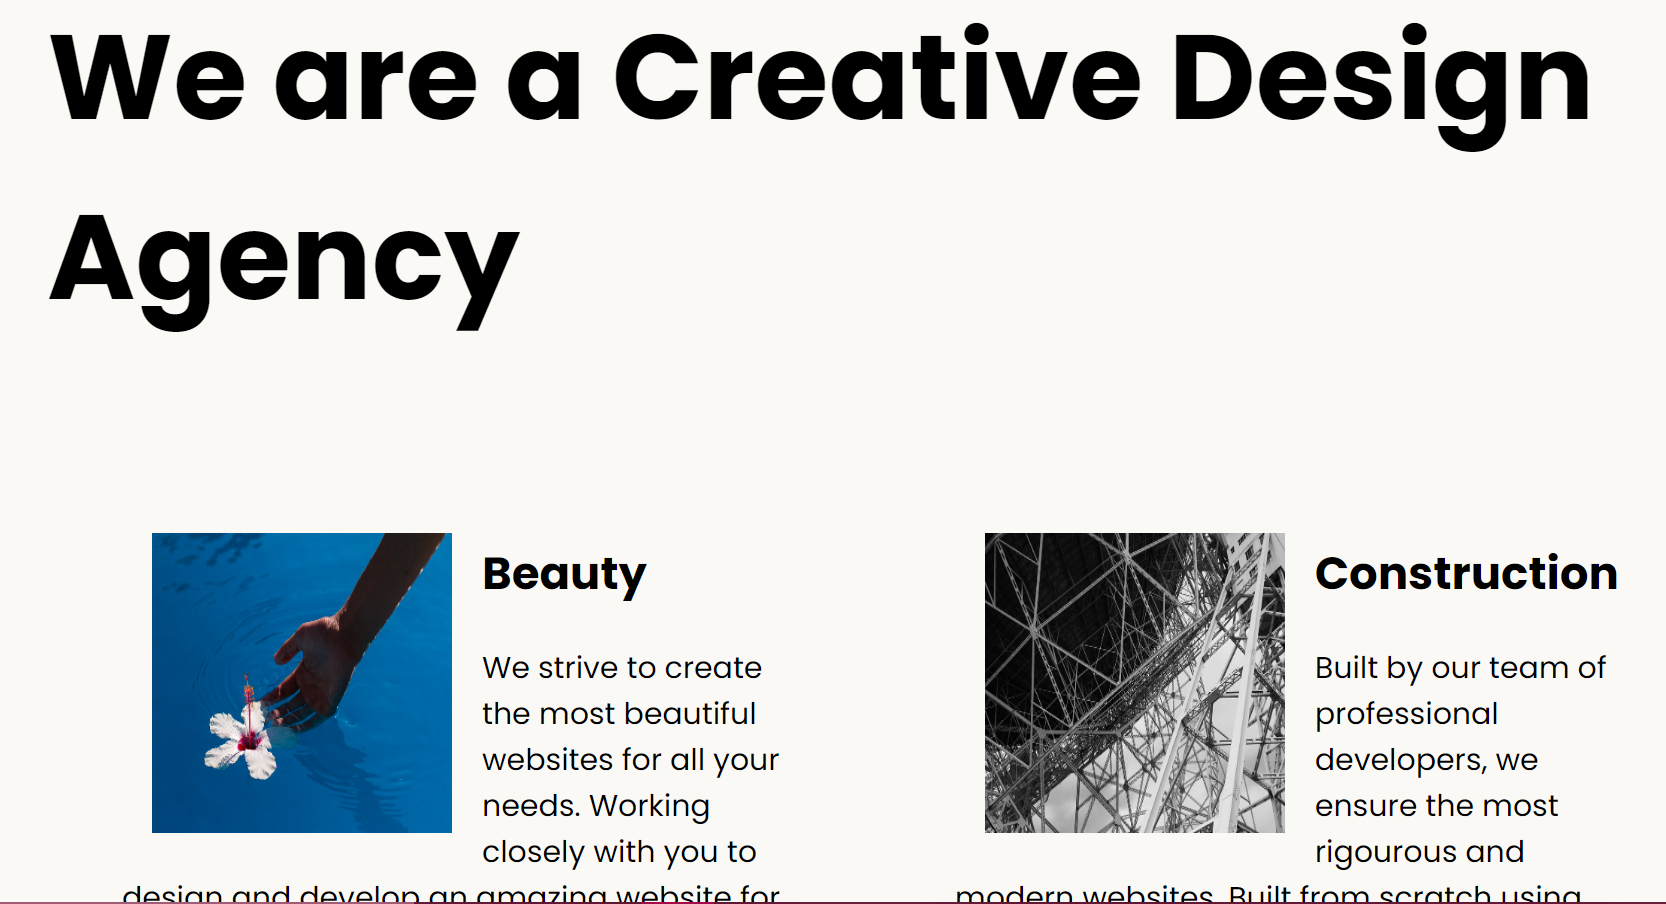 We are a Creative Design
Agency
Beauty
We strive to create
the most beautiful
websites for all your
needs. Working
closely with you to
design and develop an amazing website for
Construction
Built by our team of
professional
developers, we
ensure the most
rigourous and
modern websites. Built from scratch using